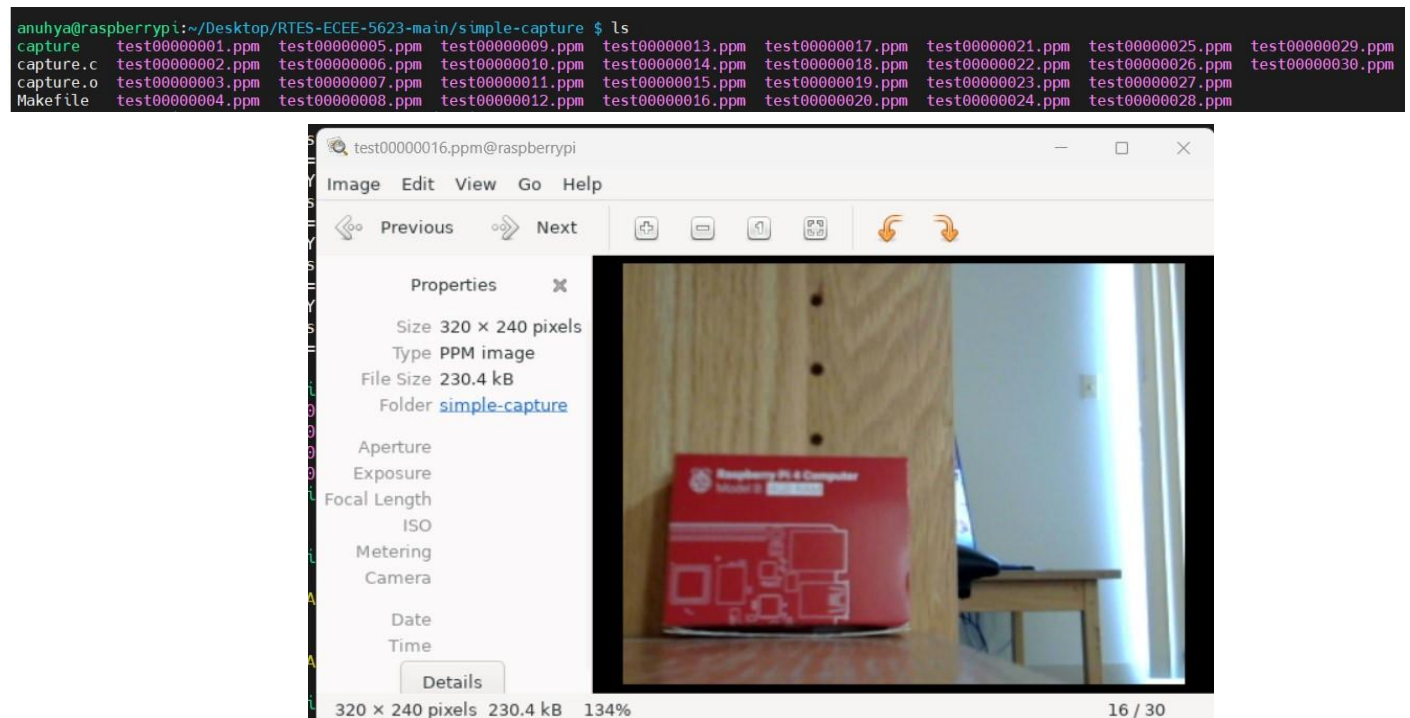 anuhya@raspberrypi:~/Desktop/RTES-ECEE-5623-main/simple-capture $ ls
capture test00000001.ppm test00000005.ppm test00000009.ppm test00000013.ppm test00000017.ppm test00000021.ppm test00000025.ppm test00000029.ppm
capture.c test00000002.ppm test00000006.ppm test00000010.ppm test00000014.ppm test00000018.ppm test00000022.ppm test00000026.ppm test00000030.ppm
capture.o test00000003.ppm test00000007.ppm test00000011.ppm test00000015.ppm test00000019.ppm test00000023.ppm test00000027.ppm
Makefile test00000004.ppm test00000008.ppm test00000012.ppm test00000016.ppm test00000020.ppm test00000024.ppm test00000028.ppm
test00000016.ppm@raspberrypi
Image Edit View Go Help
Previous Next
Properties
Size 320 × 240 pixels
Type PPM image
File Size 230.4 kB
Folder simple-capture
Aperture
Exposure
Focal Length
ISO
Metering
Camera
Date
Time
Details
Raspberry Pi 4 Computer
Model B
320 × 240 pixels 230.4 kB 134% 16 / 30